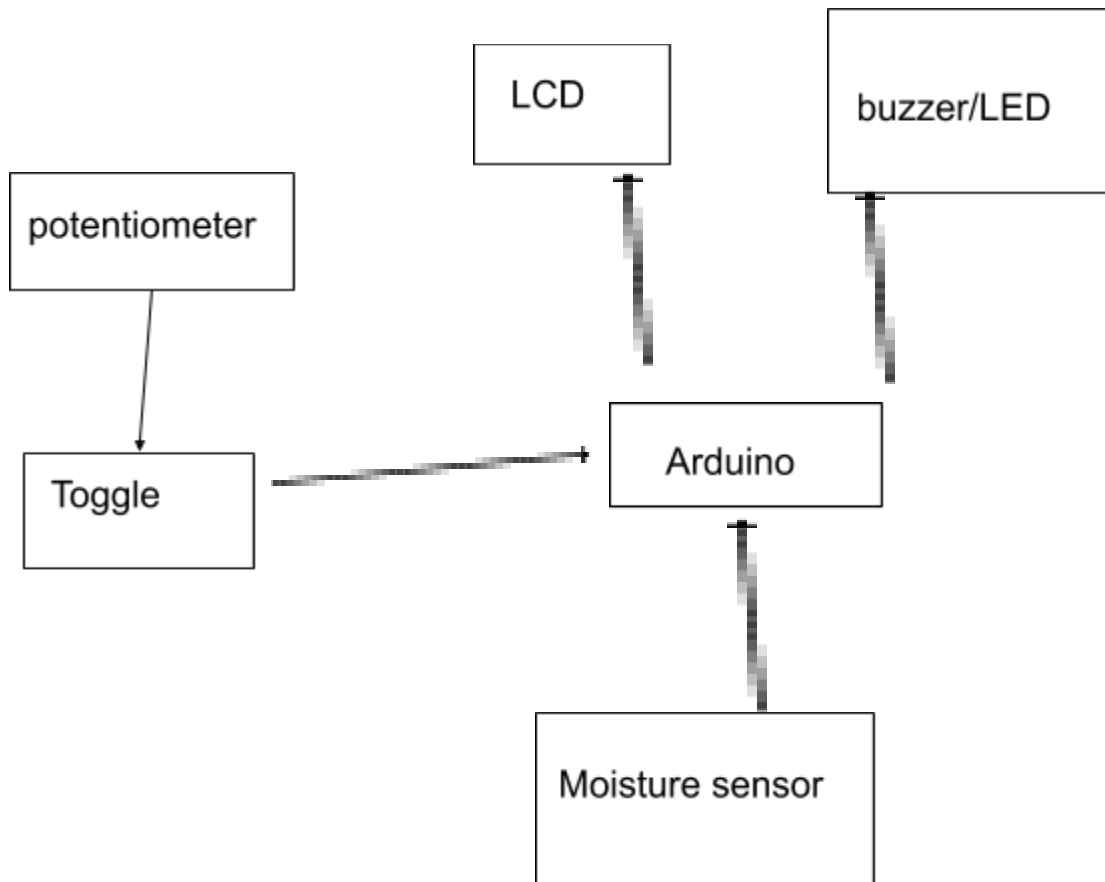 LCD
buzzer/LED
potentiometer
Toggle
Arduino
Moisture sensor